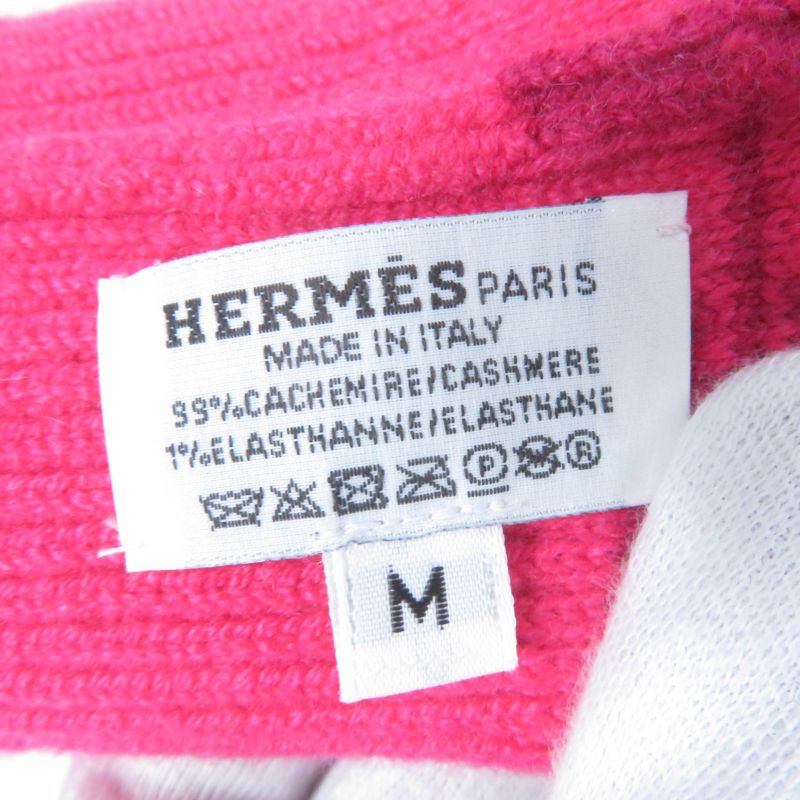 HERMÈS PARIS
MADE IN ITALY
99%CACHEMIRE/CASHMERE
1%ELASTHANNE/ELASTHANE
P R
M